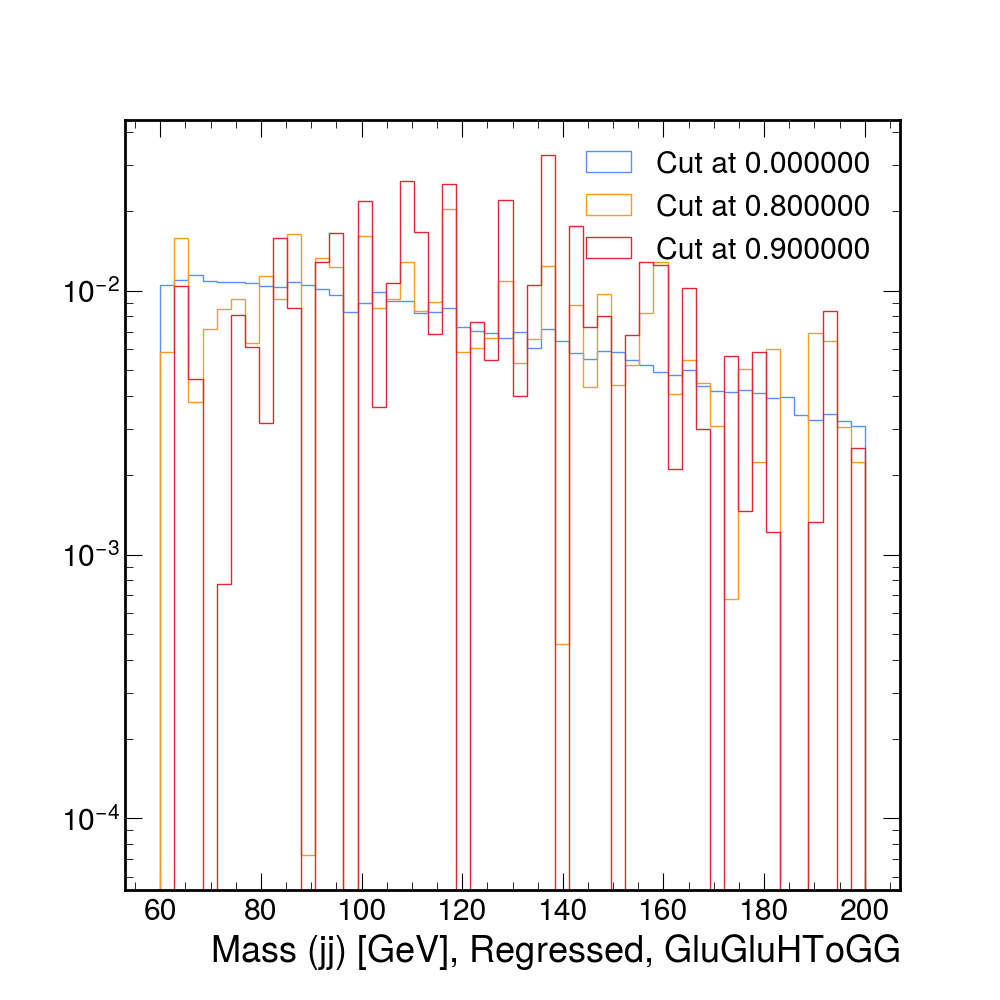 Cut at 0.000000
Cut at 0.800000
Cut at 0.900000
10⁻²
10⁻³
10⁻⁴
60 80 100 120 140 160 180 200
Mass (jj) [GeV], Regressed, GluGluHToGG